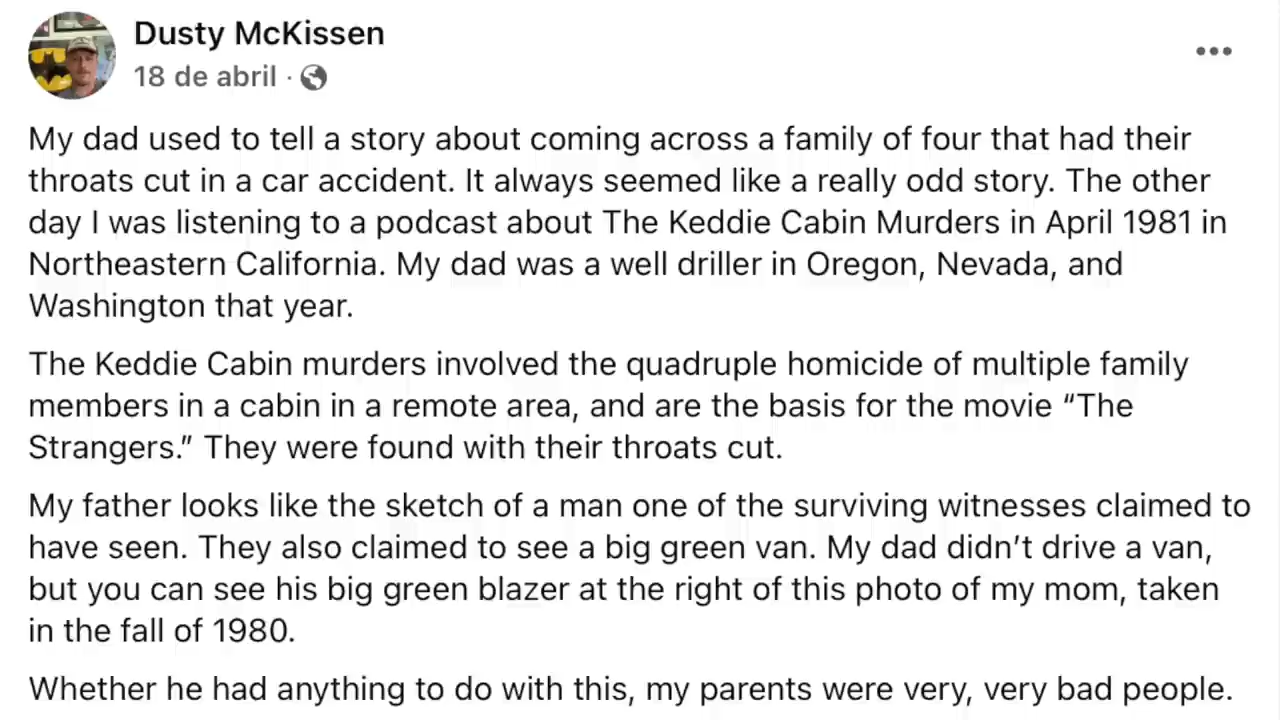 Dusty McKissen
18 de abril ·
My dad used to tell a story about coming across a family of four that had their
throats cut in a car accident. It always seemed like a really odd story. The other
day I was listening to a podcast about The Keddie Cabin Murders in April 1981 in
Northeastern California. My dad was a well driller in Oregon, Nevada, and
Washington that year.
The Keddie Cabin murders involved the quadruple homicide of multiple family
members in a cabin in a remote area, and are the basis for the movie “The
Strangers.” They were found with their throats cut.
My father looks like the sketch of a man one of the surviving witnesses claimed to
have seen. They also claimed to see a big green van. My dad didn’t drive a van,
but you can see his big green blazer at the right of this photo of my mom, taken
in the fall of 1980.
Whether he had anything to do with this, my parents were very, very bad people.